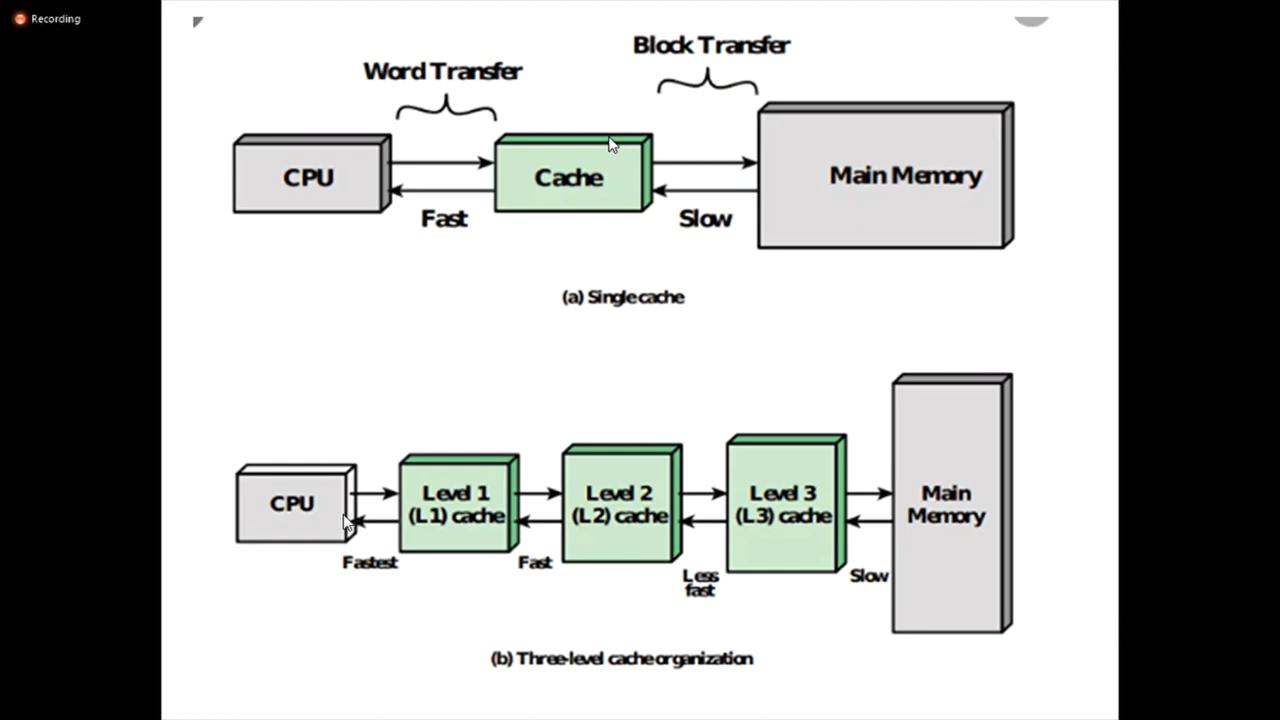 Recording
Block Transfer
Word Transfer
CPU
Cache
Main Memory
Fast
Slow
(a) Single cache
CPU
Level 1
(L1) cache
Level 2
(L2) cache
Level 3
(L3) cache
Main
Memory
Fastest
Fast
Less
fast
Slow
(b) Three-level cache organization